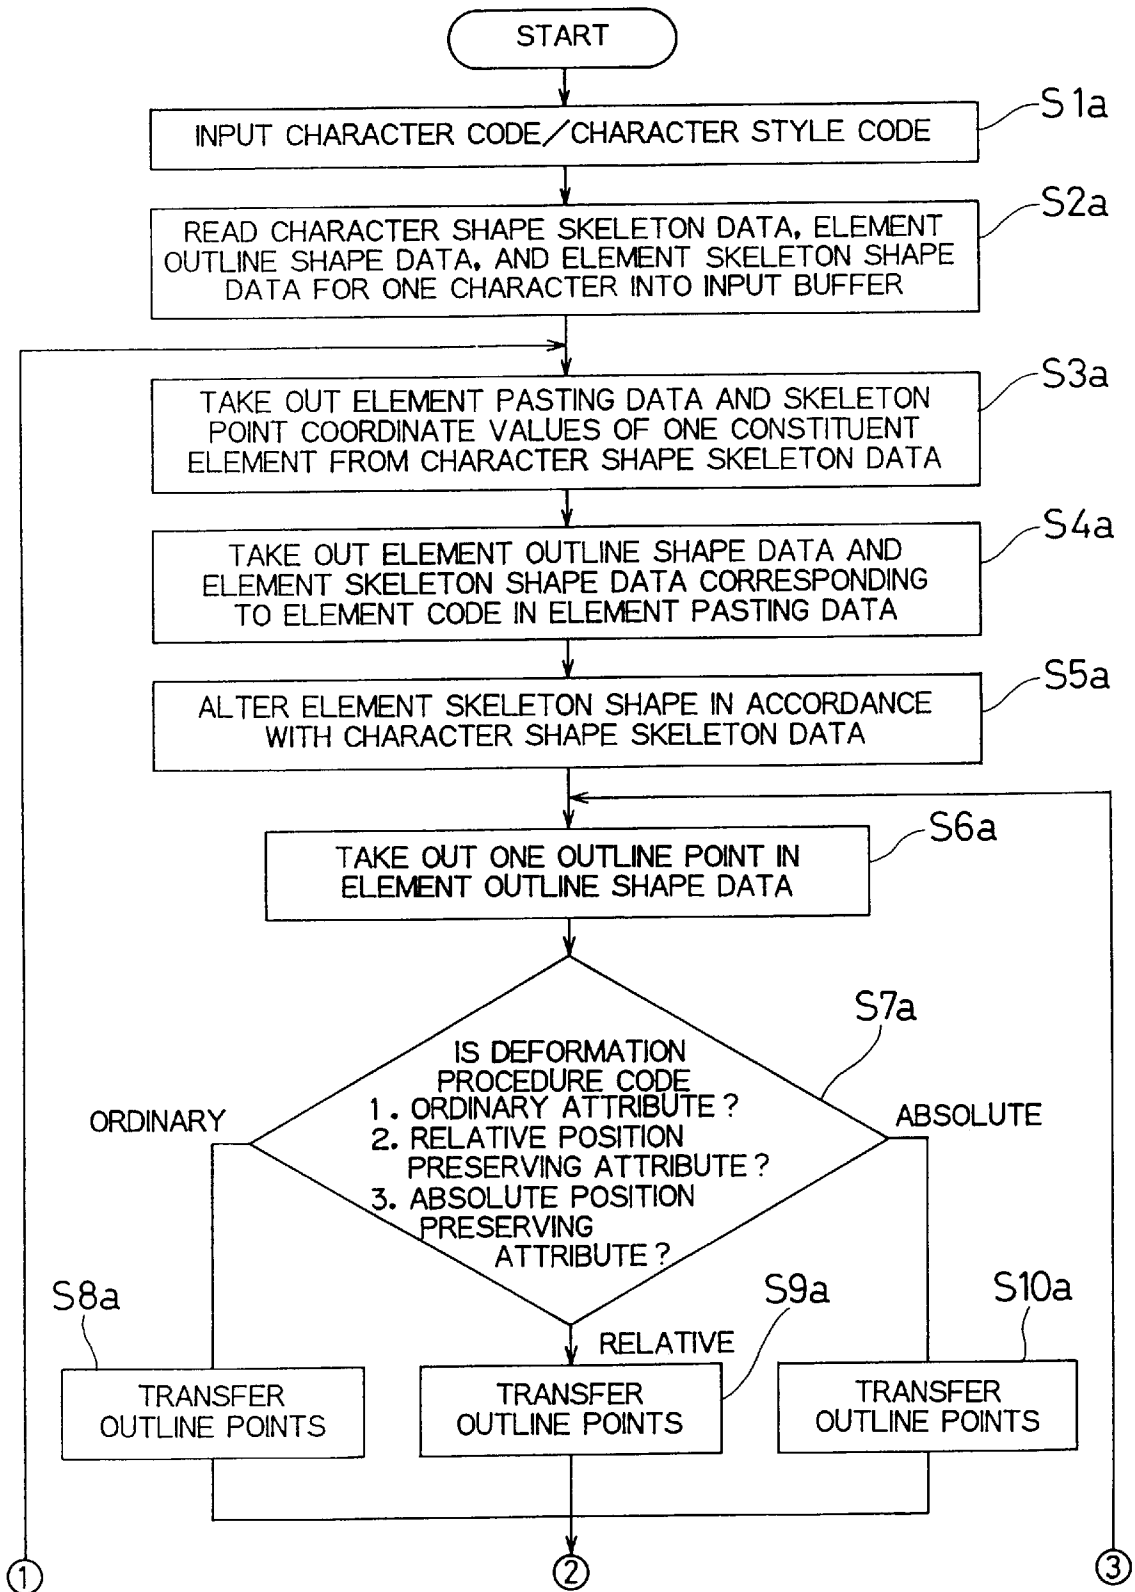 START
INPUT CHARACTER CODE/CHARACTER STYLE CODE
S1a
READ CHARACTER SHAPE SKELETON DATA, ELEMENT
OUTLINE SHAPE DATA, AND ELEMENT SKELETON SHAPE
DATA FOR ONE CHARACTER INTO INPUT BUFFER
S2a
TAKE OUT ELEMENT PASTING DATA AND SKELETON
POINT COORDINATE VALUES OF ONE CONSTITUENT
ELEMENT FROM CHARACTER SHAPE SKELETON DATA
S3a
TAKE OUT ELEMENT OUTLINE SHAPE DATA AND
ELEMENT SKELETON SHAPE DATA CORRESPONDING
TO ELEMENT CODE IN ELEMENT PASTING DATA
S4a
ALTER ELEMENT SKELETON SHAPE IN ACCORDANCE
WITH CHARACTER SHAPE SKELETON DATA
S5a
TAKE OUT ONE OUTLINE POINT IN
ELEMENT OUTLINE SHAPE DATA
S6a
IS DEFORMATION
PROCEDURE CODE
1. ORDINARY ATTRIBUTE?
2. RELATIVE POSITION
PRESERVING ATTRIBUTE?
3. ABSOLUTE POSITION
PRESERVING
ATTRIBUTE?
S7a
ORDINARY
ABSOLUTE
RELATIVE
S8a
TRANSFER
OUTLINE POINTS
S9a
TRANSFER
OUTLINE POINTS
S10a
TRANSFER
OUTLINE POINTS
①
②
③